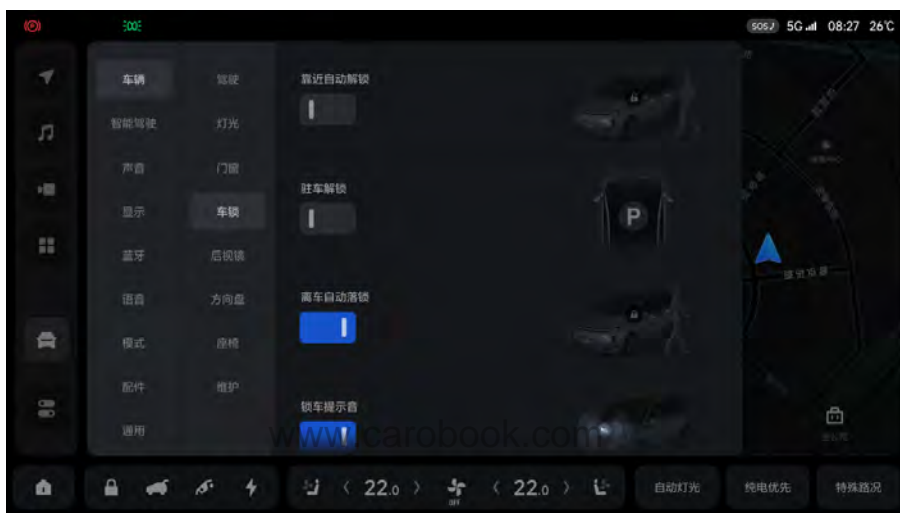 SOS 5G 08:27 26℃
车辆
智能驾驶
声音
显示
蓝牙
语音
模式
配件
通用
驾驶
灯光
门窗
车锁
后视镜
方向盘
座椅
维护
靠近自动解锁
驻车解锁
P
离车自动落锁
锁车提示音
www.carobook.com
22.0
OFF
22.0
自动灯光
纯电优先
特殊路况